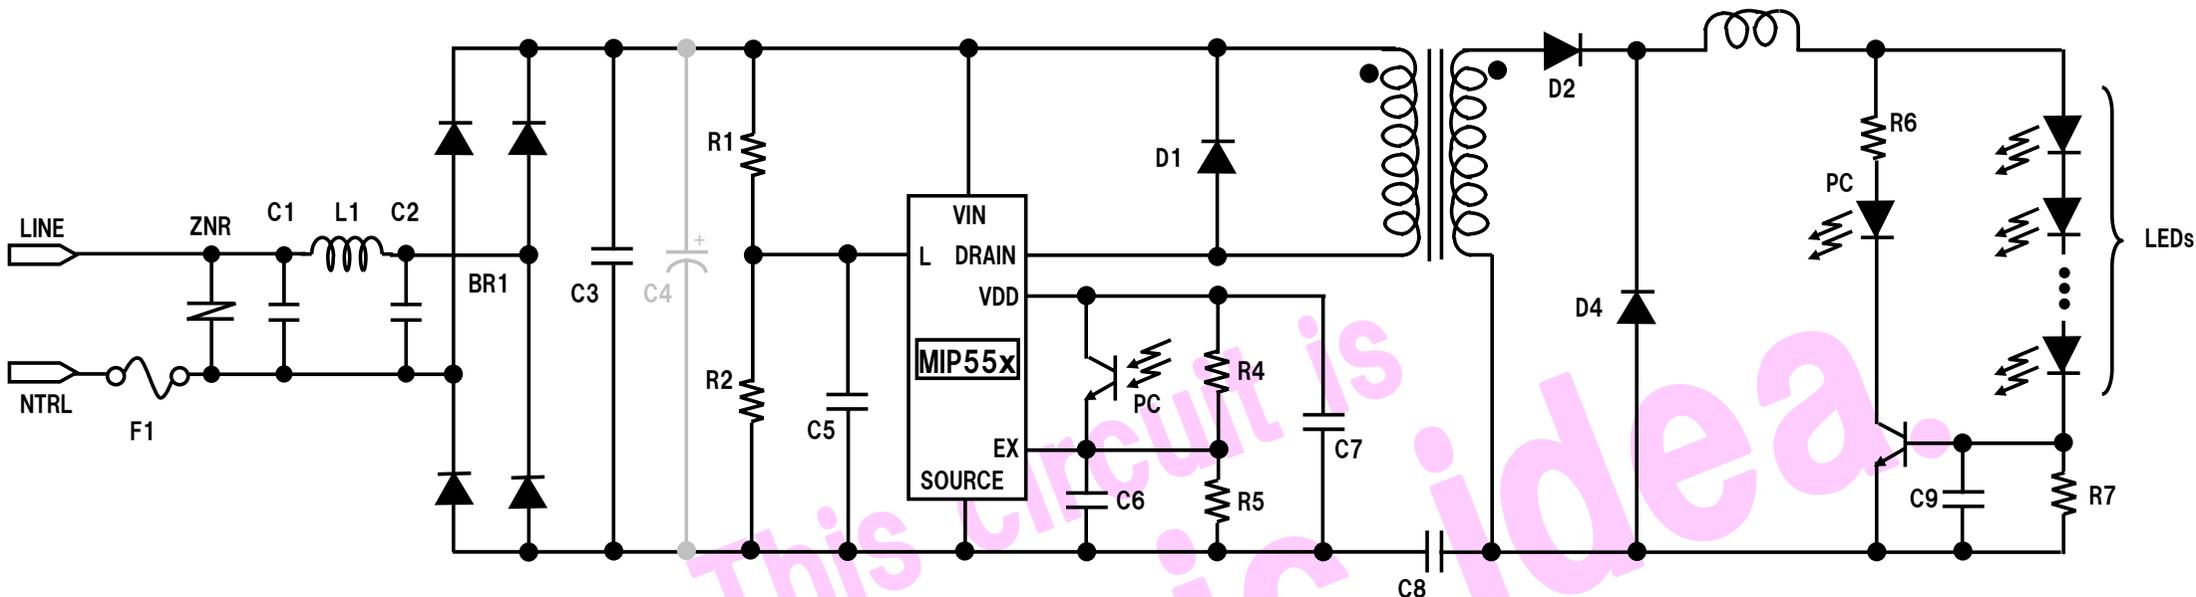 LINE
NTRL
F1
ZNR
C1
L1
C2
BR1
C3
C4
+
R1
R2
C5
VIN
L
DRAIN
VDD
MIP55x
EX
SOURCE
D1
PC
R4
C6
R5
C7
C8
D2
D4
R6
PC
C9
R7
LEDs
This circuit is
is idea.